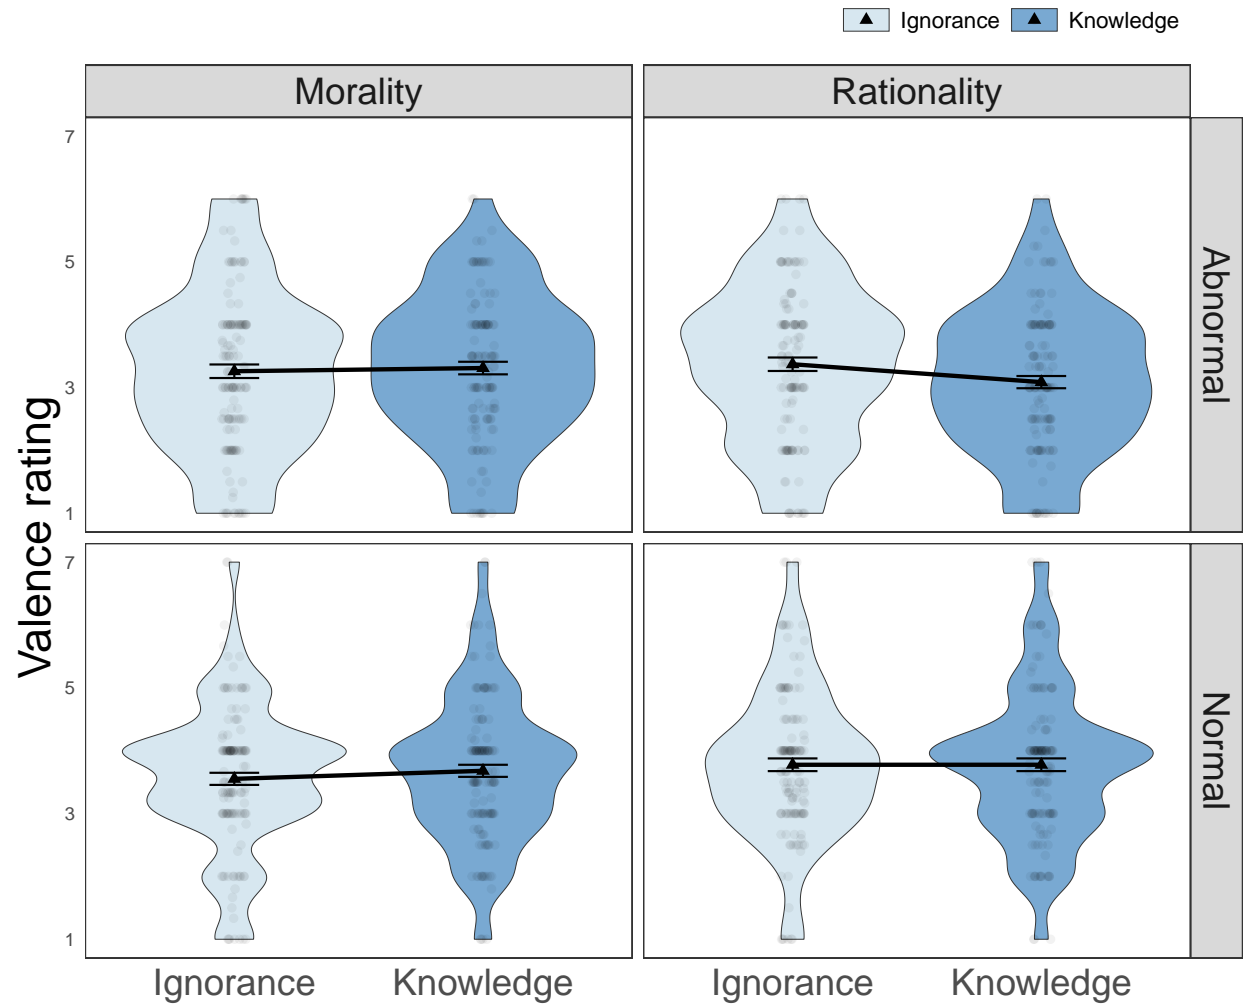 Ignorance Knowledge
Morality Rationality
Valence rating
7
5
3
1
Abnormal
7
5
3
1
Normal
Ignorance Knowledge Ignorance Knowledge